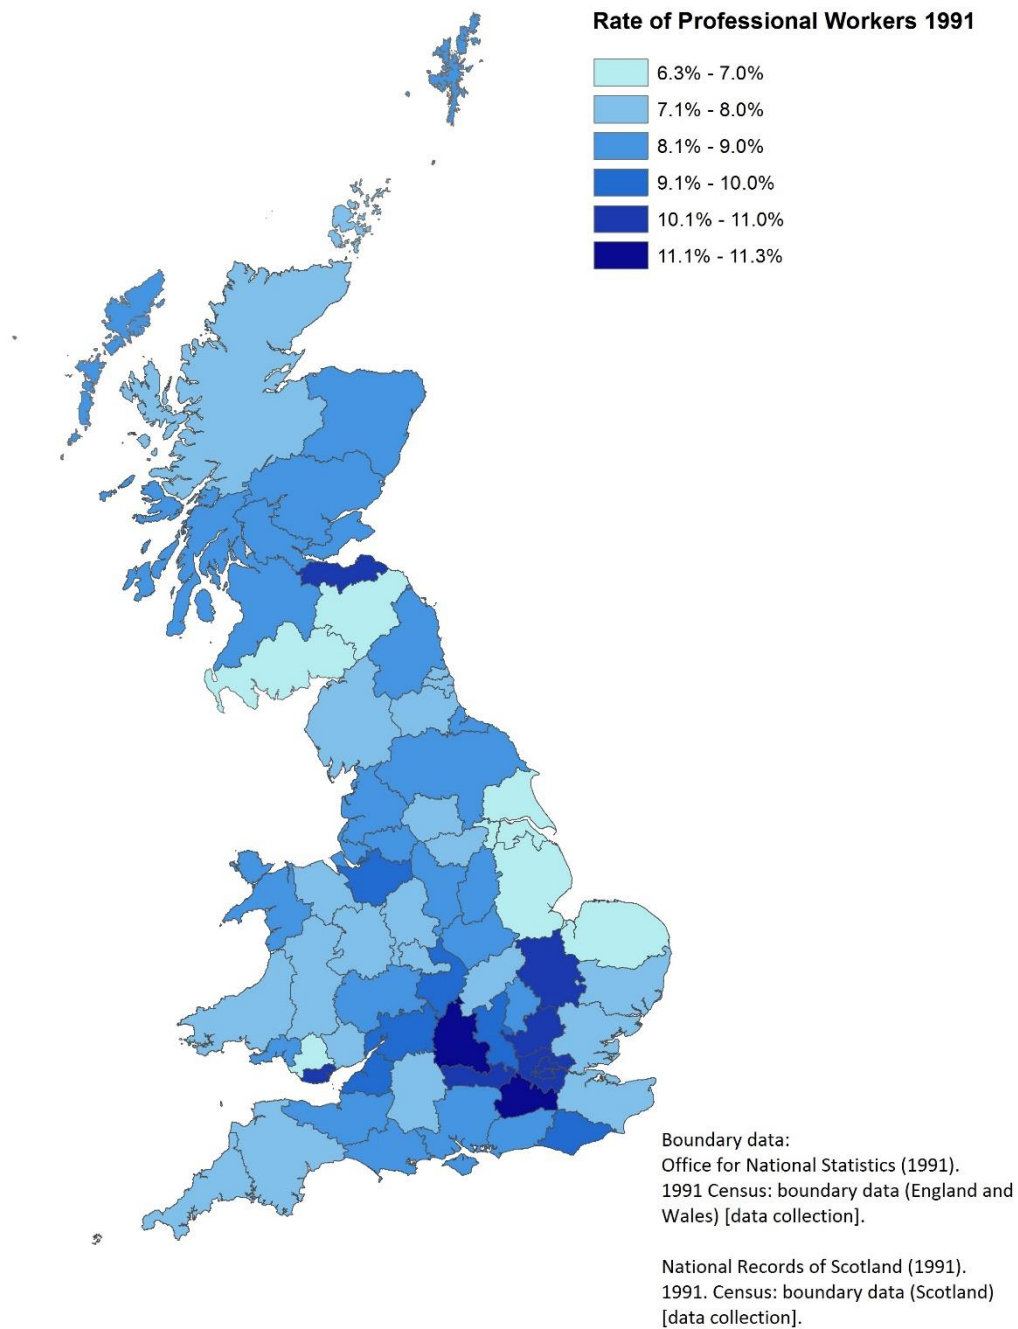 Rate of Professional Workers 1991
6.3% - 7.0%
7.1% - 8.0%
8.1% - 9.0%
9.1% - 10.0%
10.1% - 11.0%
11.1% - 11.3%
Boundary data:
Office for National Statistics (1991).
1991 Census: boundary data (England and
Wales) [data collection].
National Records of Scotland (1991).
1991. Census: boundary data (Scotland)
[data collection].